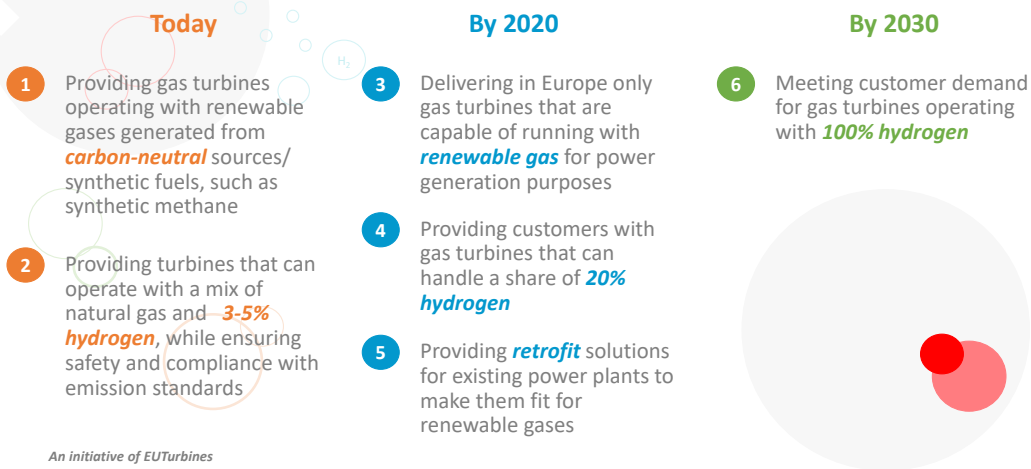 Today
1
Providing gas turbines
operating with renewable
gases generated from
carbon-neutral sources/
synthetic fuels, such as
synthetic methane
2
Providing turbines that can
operate with a mix of
natural gas and 3-5%
hydrogen, while ensuring
safety and compliance with
emission standards
H₂
By 2020
3
Delivering in Europe only
gas turbines that are
capable of running with
renewable gas for power
generation purposes
4
Providing customers with
gas turbines that can
handle a share of 20%
hydrogen
5
Providing retrofit solutions
for existing power plants to
make them fit for
renewable gases
By 2030
6
Meeting customer demand
for gas turbines operating
with 100% hydrogen
An initiative of EUTurbines